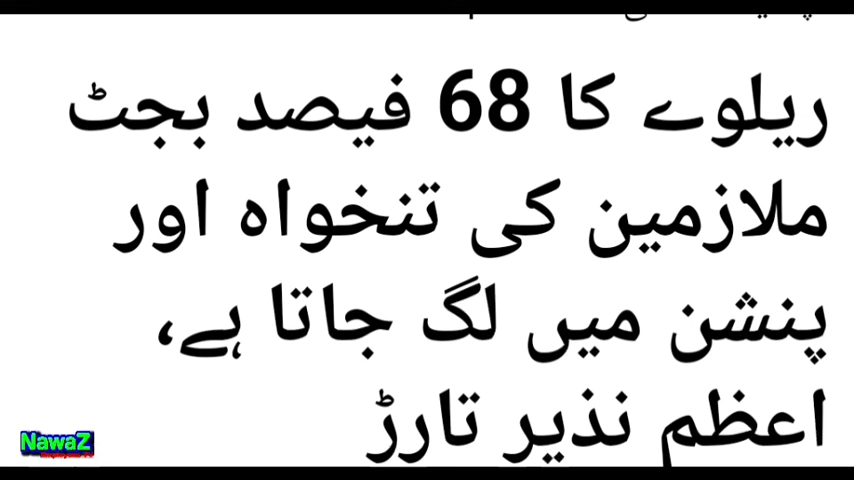 ریلوے کا 68 فیصد بجٹ
ملازمین کی تنخواہ اور
پنشن میں لگ جاتا ہے،
اعظم نذیر تارڑ
NawaZ